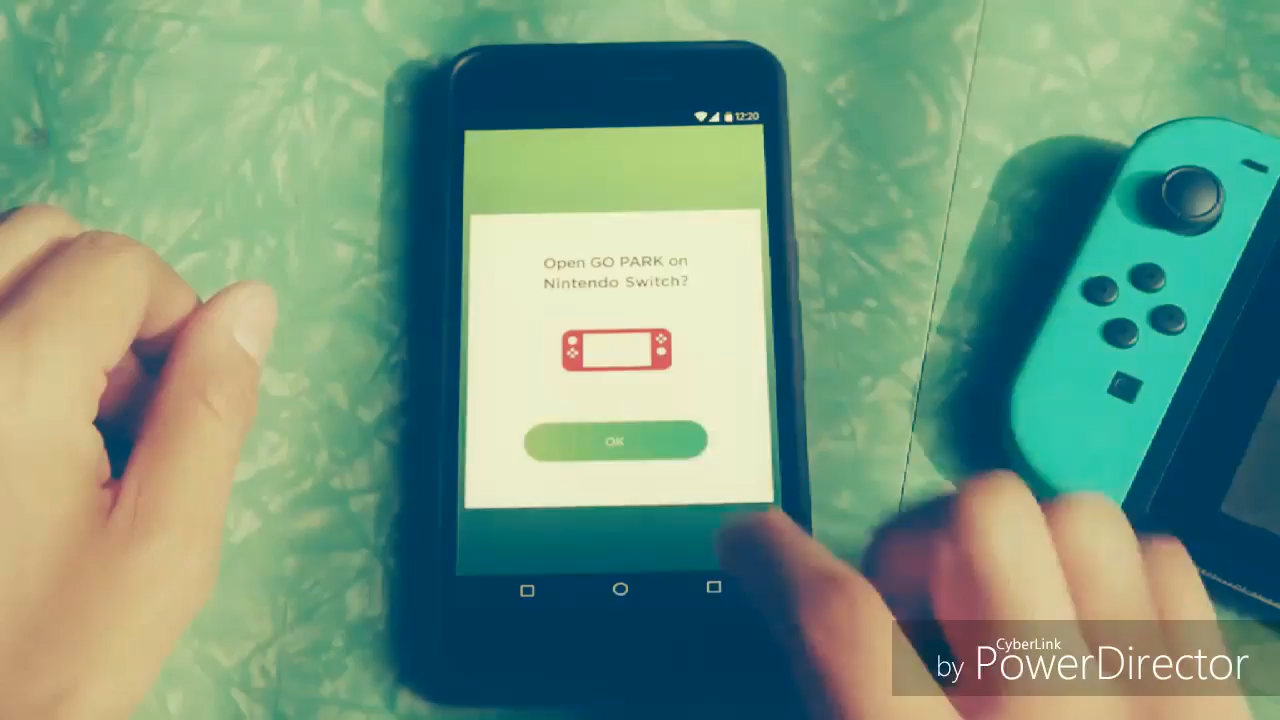 12:20
Open GO PARK on
Nintendo Switch?
OK
CyberLink
by PowerDirector